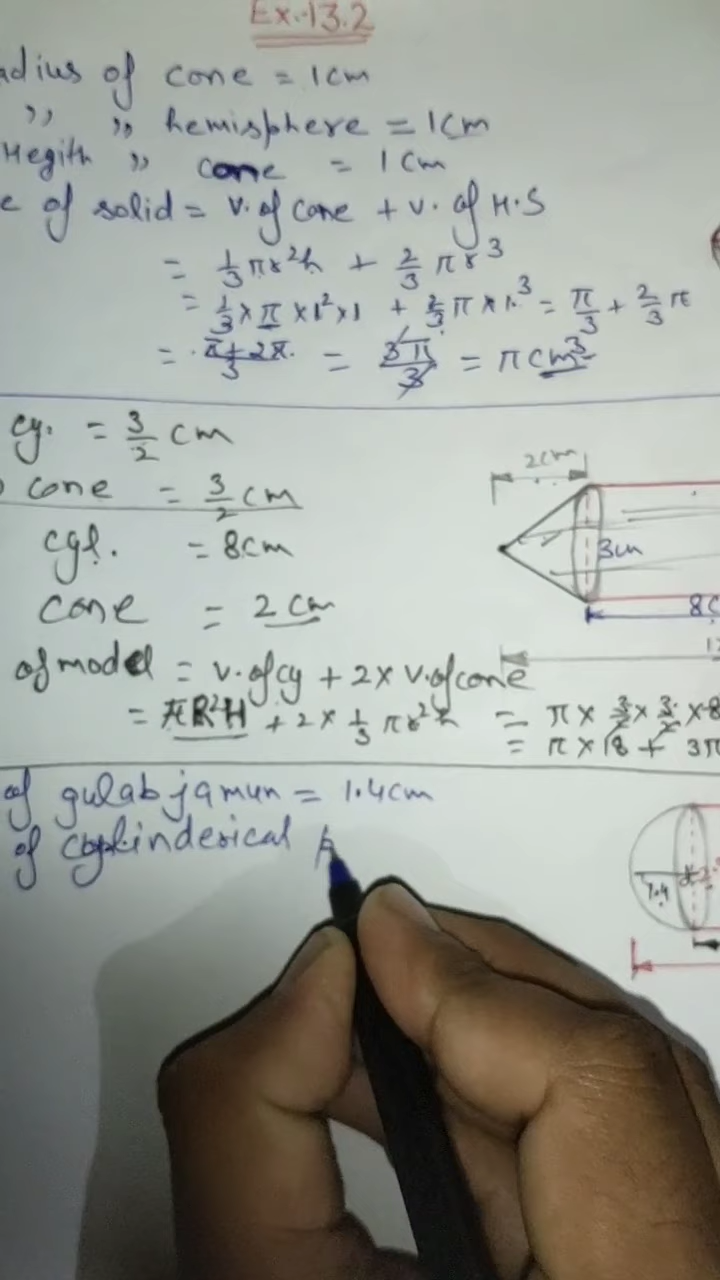 Ex.-13.2
adius of cone = 1cm
,, ,, hemisphere = 1cm
Hegith ,, cone = 1cm
e of solid = V. of cone + V. of H.S
= 1/3 πr²h + 2/3 πr³
= 1/3 × π × 1² × 1 + 2/3 π × 1³ = π/3 + 2/3 π
= π+2π/3 = 3π/3 = π cm³
cy. = 3/2 cm
cone = 3/2 cm
cyl. = 8cm
cone = 2cm
of model = V. of cy + 2× V. of cone
= πR²H + 2× 1/3 πr²h = π × 3/2 × 3/2 × 8
= π × 18 + 3π
2cm
3cm
8c
12
of gulab jamun = 1.4cm
of cyplinderical
1.4